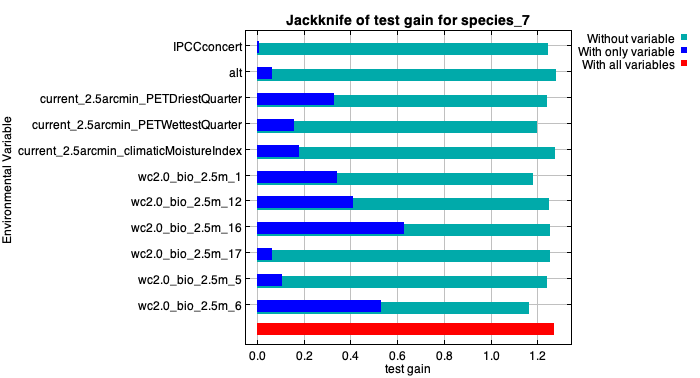 Jackknife of test gain for species_7
Without variable
With only variable
With all variables
Environmental Variable
IPCCconcert
alt
current_2.5arcmin_PETDriestQuarter
current_2.5arcmin_PETWettestQuarter
current_2.5arcmin_climaticMoistureIndex
wc2.0_bio_2.5m_1
wc2.0_bio_2.5m_12
wc2.0_bio_2.5m_16
wc2.0_bio_2.5m_17
wc2.0_bio_2.5m_5
wc2.0_bio_2.5m_6
0.0 0.2 0.4 0.6 0.8 1.0 1.2
test gain